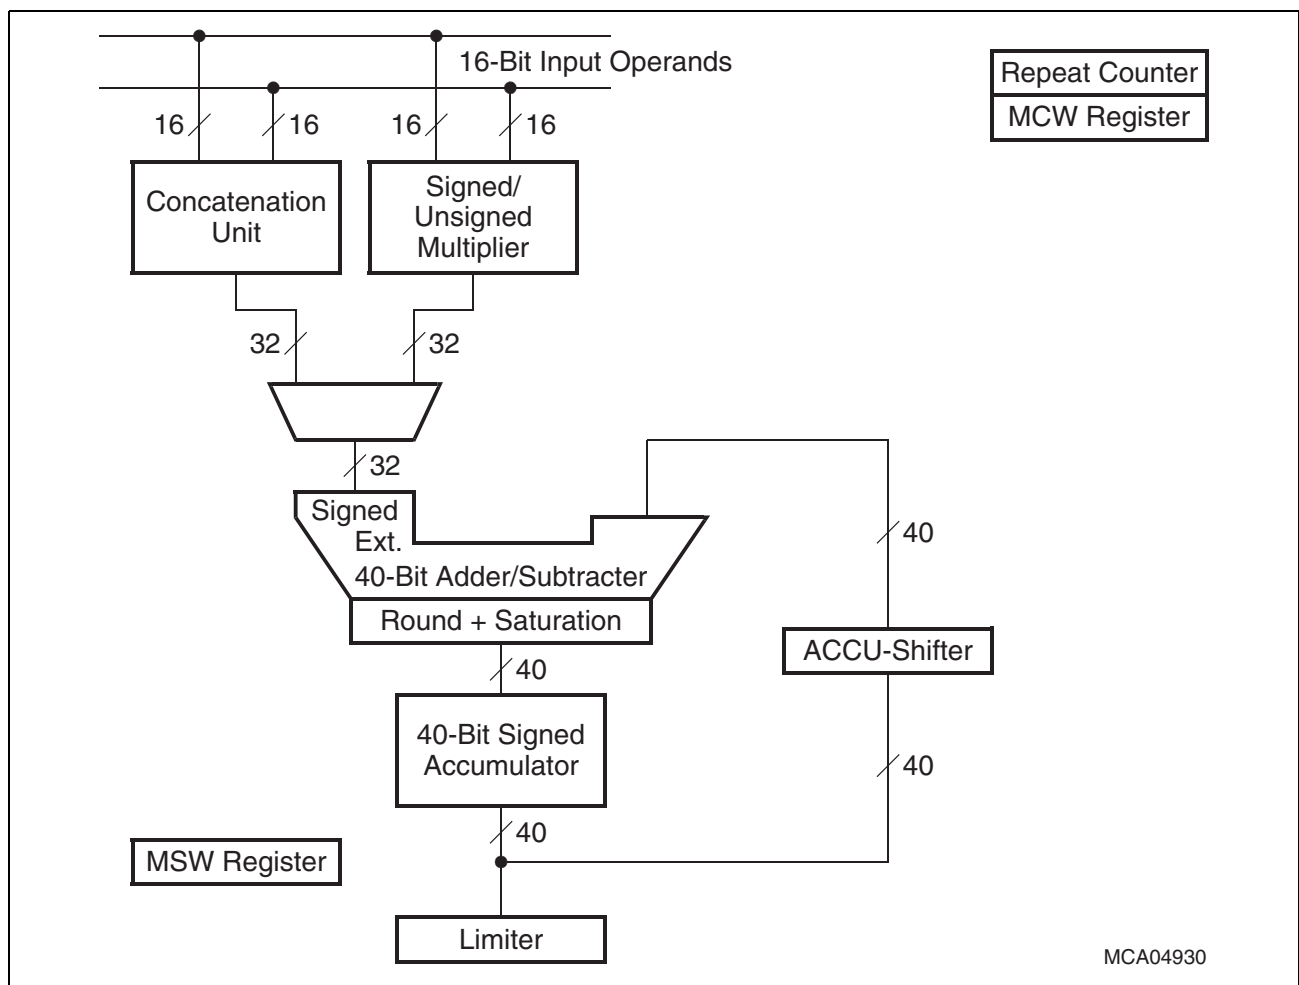 16-Bit Input Operands
Repeat Counter
MCW Register
16
16
16
16
Concatenation
Unit
Signed/
Unsigned
Multiplier
32
32
32
Signed
Ext.
40-Bit Adder/Subtracter
Round + Saturation
40
ACCU-Shifter
40
40-Bit Signed
Accumulator
40
40
MSW Register
Limiter
MCA04930